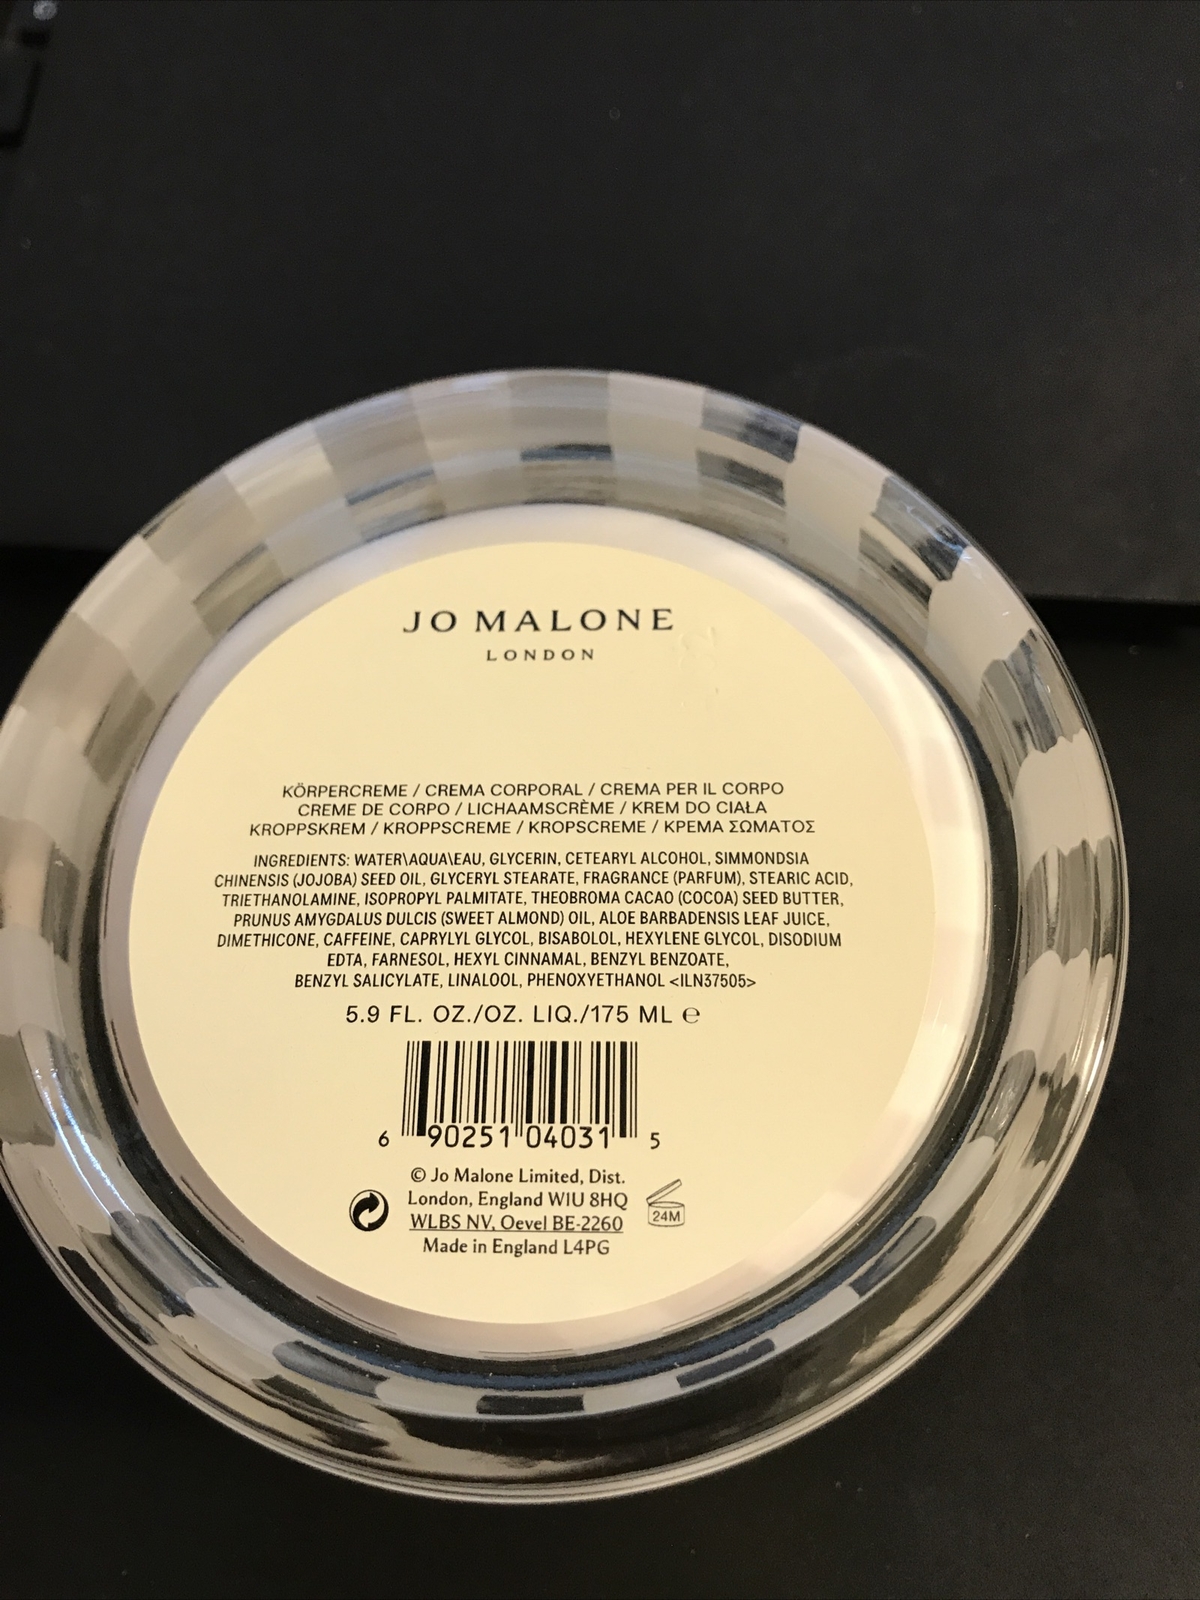 JO MALONE
LONDON
KÖRPERCREME / CREMA CORPORAL / CREMA PER IL CORPO
CREME DE CORPO / LICHAAMSCRÈME / KREM DO CIAŁA
KROPPSKREM / KROPPSCREME / KROPSCREME / ΚΡΕΜΑ ΣΩΜΑΤΟΣ
INGREDIENTS: WATER\AQUA\EAU, GLYCERIN, CETEARYL ALCOHOL, SIMMONDSIA
CHINENSIS (JOJOBA) SEED OIL, GLYCERYL STEARATE, FRAGRANCE (PARFUM), STEARIC ACID,
TRIETHANOLAMINE, ISOPROPYL PALMITATE, THEOBROMA CACAO (COCOA) SEED BUTTER,
PRUNUS AMYGDALUS DULCIS (SWEET ALMOND) OIL, ALOE BARBADENSIS LEAF JUICE,
DIMETHICONE, CAFFEINE, CAPRYLYL GLYCOL, BISABOLOL, HEXYLENE GLYCOL, DISODIUM
EDTA, FARNESOL, HEXYL CINNAMAL, BENZYL BENZOATE,
BENZYL SALICYLATE, LINALOOL, PHENOXYETHANOL <ILN37505>
5.9 FL. OZ./OZ. LIQ./175 ML ℮
6 90251 04031 5
© Jo Malone Limited, Dist.
London, England W1U 8HQ
WLBS NV, Oevel BE-2260
Made in England L4PG
24M